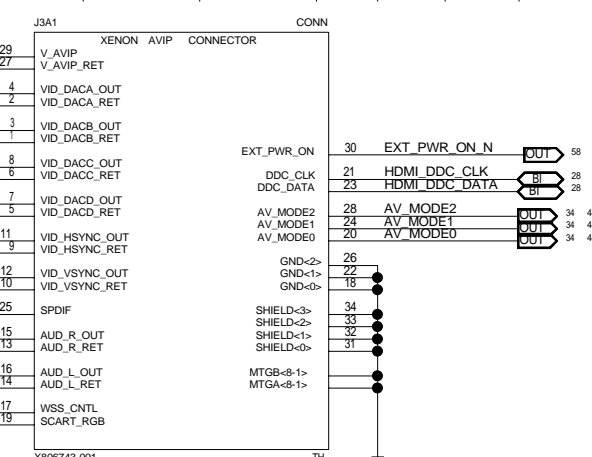 J3A1 CONN
XENON AVIP CONNECTOR
29 V_AVIP
27 V_AVIP_RET
4 VID_DACA_OUT
2 VID_DACA_RET
3 VID_DACB_OUT
1 VID_DACB_RET
EXT_PWR_ON 30 EXT_PWR_ON_N OUT 58
8 VID_DACC_OUT
6 VID_DACC_RET
DDC_CLK 21 HDMI_DDC_CLK BI 28
DDC_DATA 23 HDMI_DDC_DATA BI 28
7 VID_DACD_OUT
5 VID_DACD_RET
AV_MODE2 28 AV_MODE2 OUT 34 4
AV_MODE1 24 AV_MODE1 OUT 34 4
AV_MODE0 20 AV_MODE0 OUT 34 4
11 VID_HSYNC_OUT
9 VID_HSYNC_RET
GND<2> 26
12 VID_VSYNC_OUT GND<1> 22
10 VID_VSYNC_RET GND<0> 18
25 SPDIF SHIELD<3> 34
SHIELD<2> 33
15 AUD_R_OUT SHIELD<1> 32
13 AUD_R_RET SHIELD<0> 31
16 AUD_L_OUT MTGB<8-1>
14 AUD_L_RET MTGA<8-1>
17 WSS_CNTL
19 SCART_RGB
X806743-001 TH